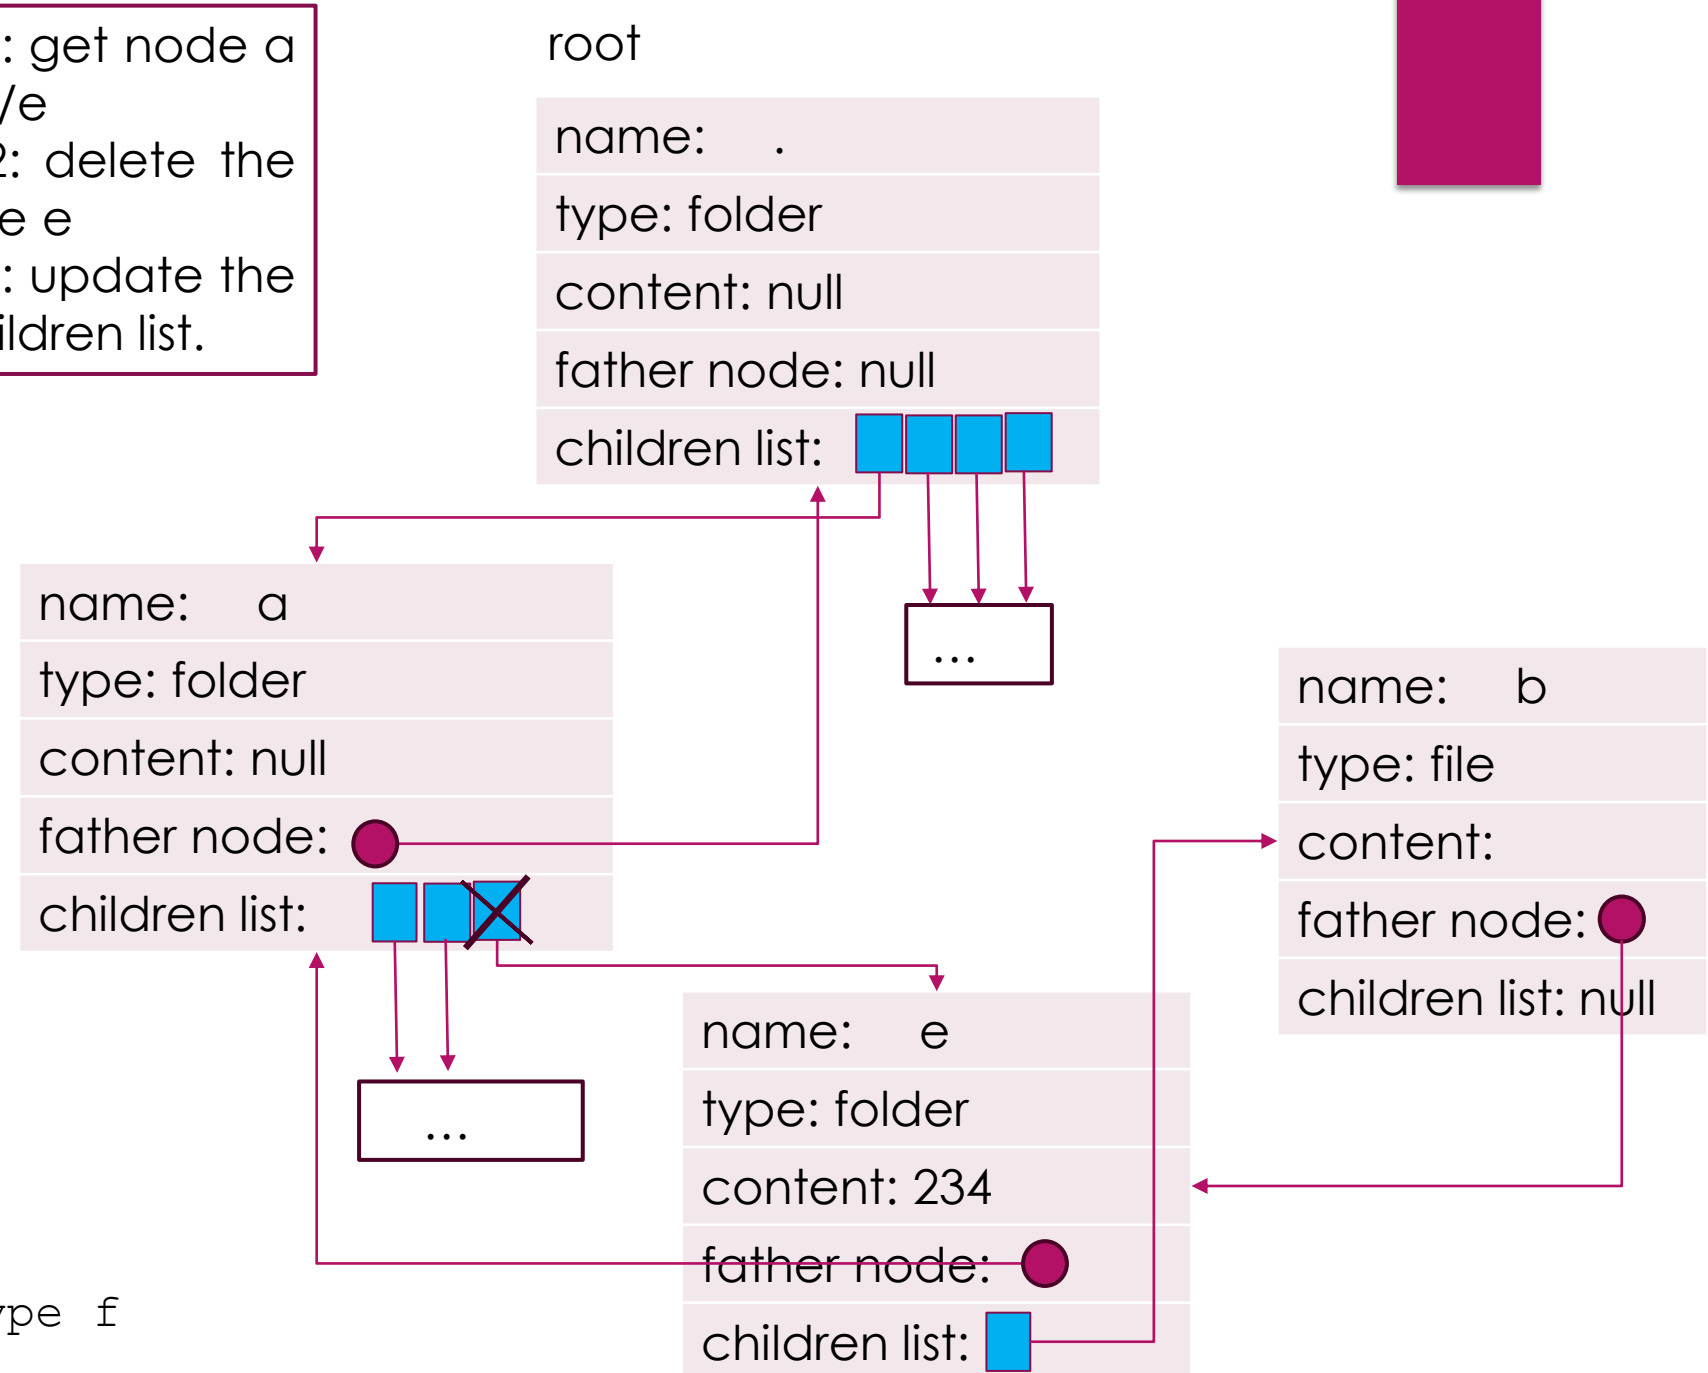 : get node a
/e
2: delete the
e e
: update the
ildren list.
root
name: .
type: folder
content: null
father node: null
children list:
...
name: a
type: folder
content: null
father node:
children list:
...
name: b
type: file
content:
father node:
children list: null
name: e
type: folder
content: 234
father node:
children list:
ype f